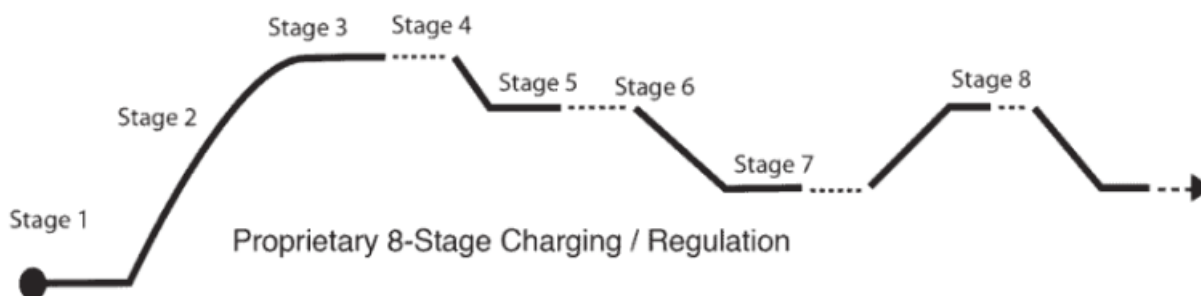 Stage 1
Stage 2
Stage 3
Stage 4
Stage 5
Stage 6
Stage 7
Stage 8
Proprietary 8-Stage Charging / Regulation